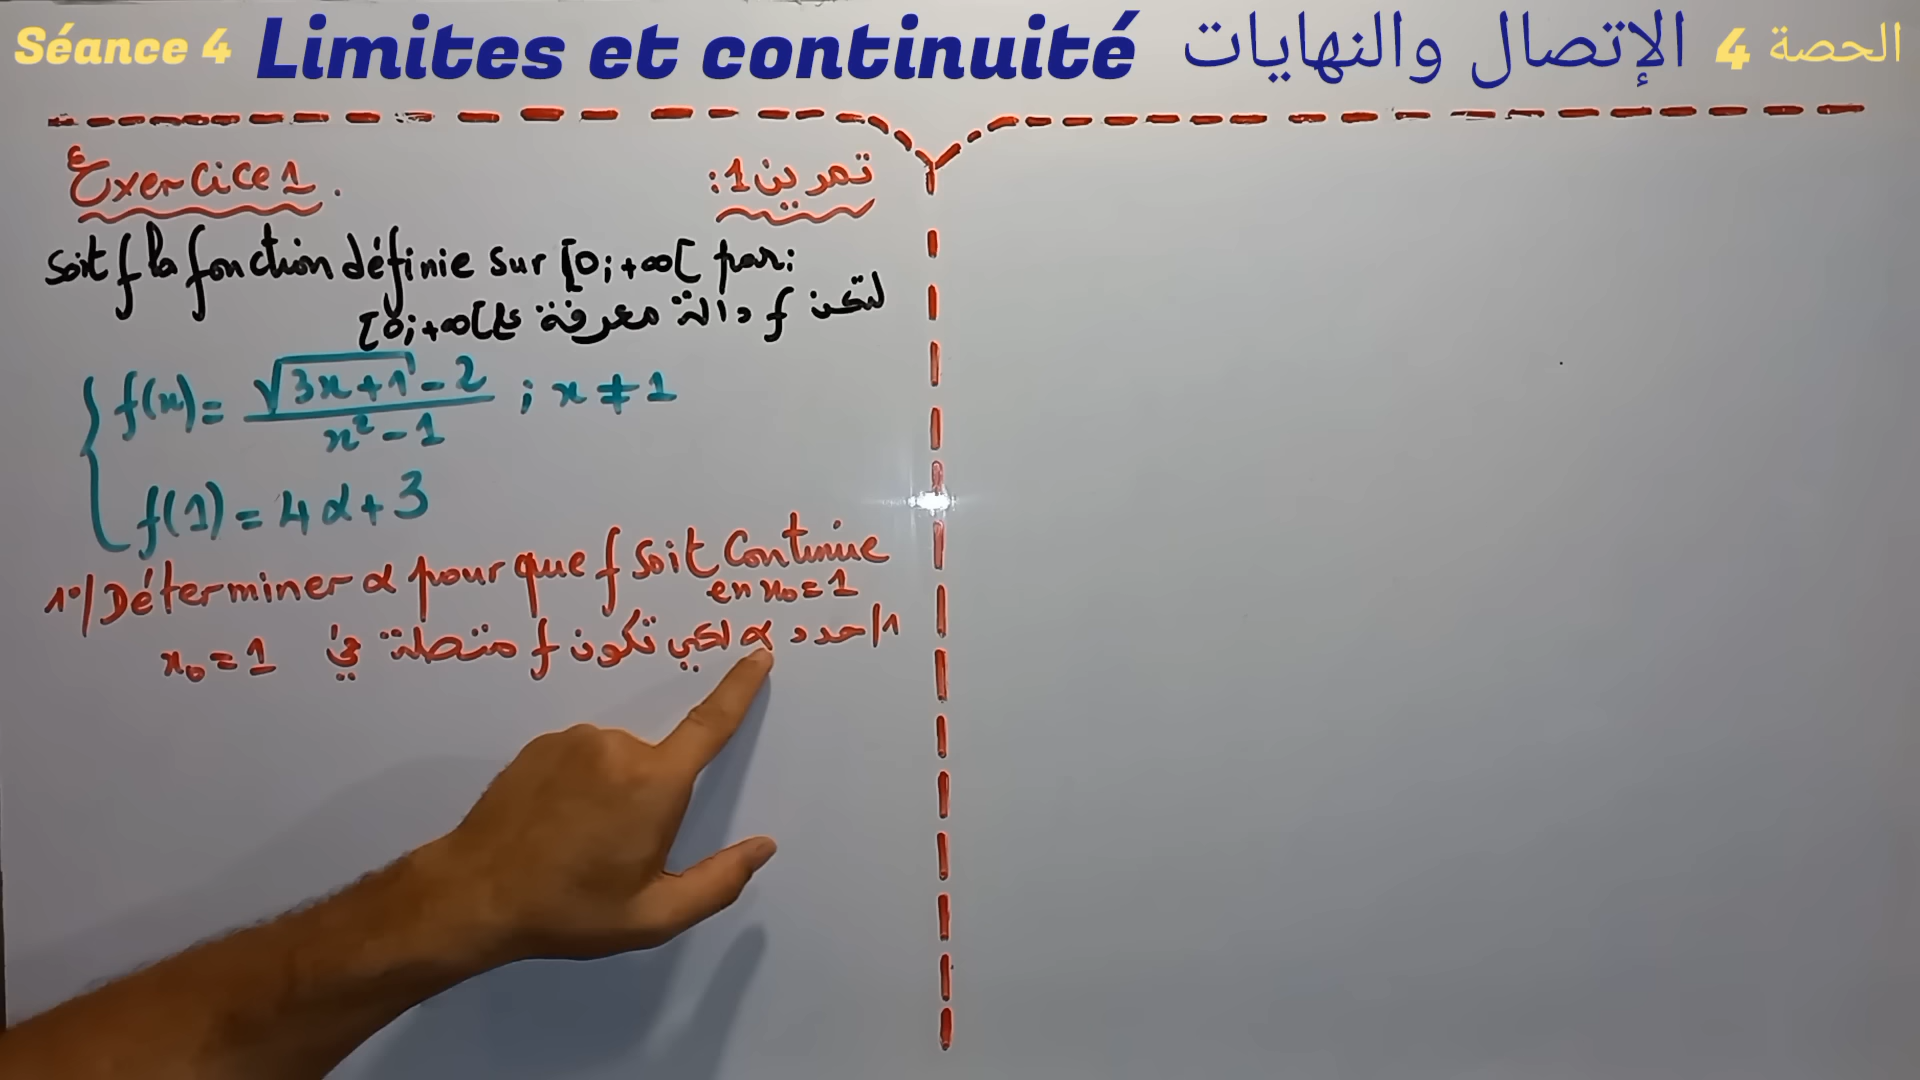 Séance 4 Limites et continuité الإتصال والنهايات الحصة 4
Exercice 1. تمرين 1:
Soit f la fonction définie sur [0;+∞[ par:
لتكن f دالة معرفة على [0;+∞[
f(x) = (√(3x+1) - 2)/(x² - 1) ; x ≠ 1
f(1) = 4α + 3
1°/ Déterminer α pour que f soit Continue
en x₀ = 1
1/ حدد α لكي تكون f متصلة في x₀ = 1